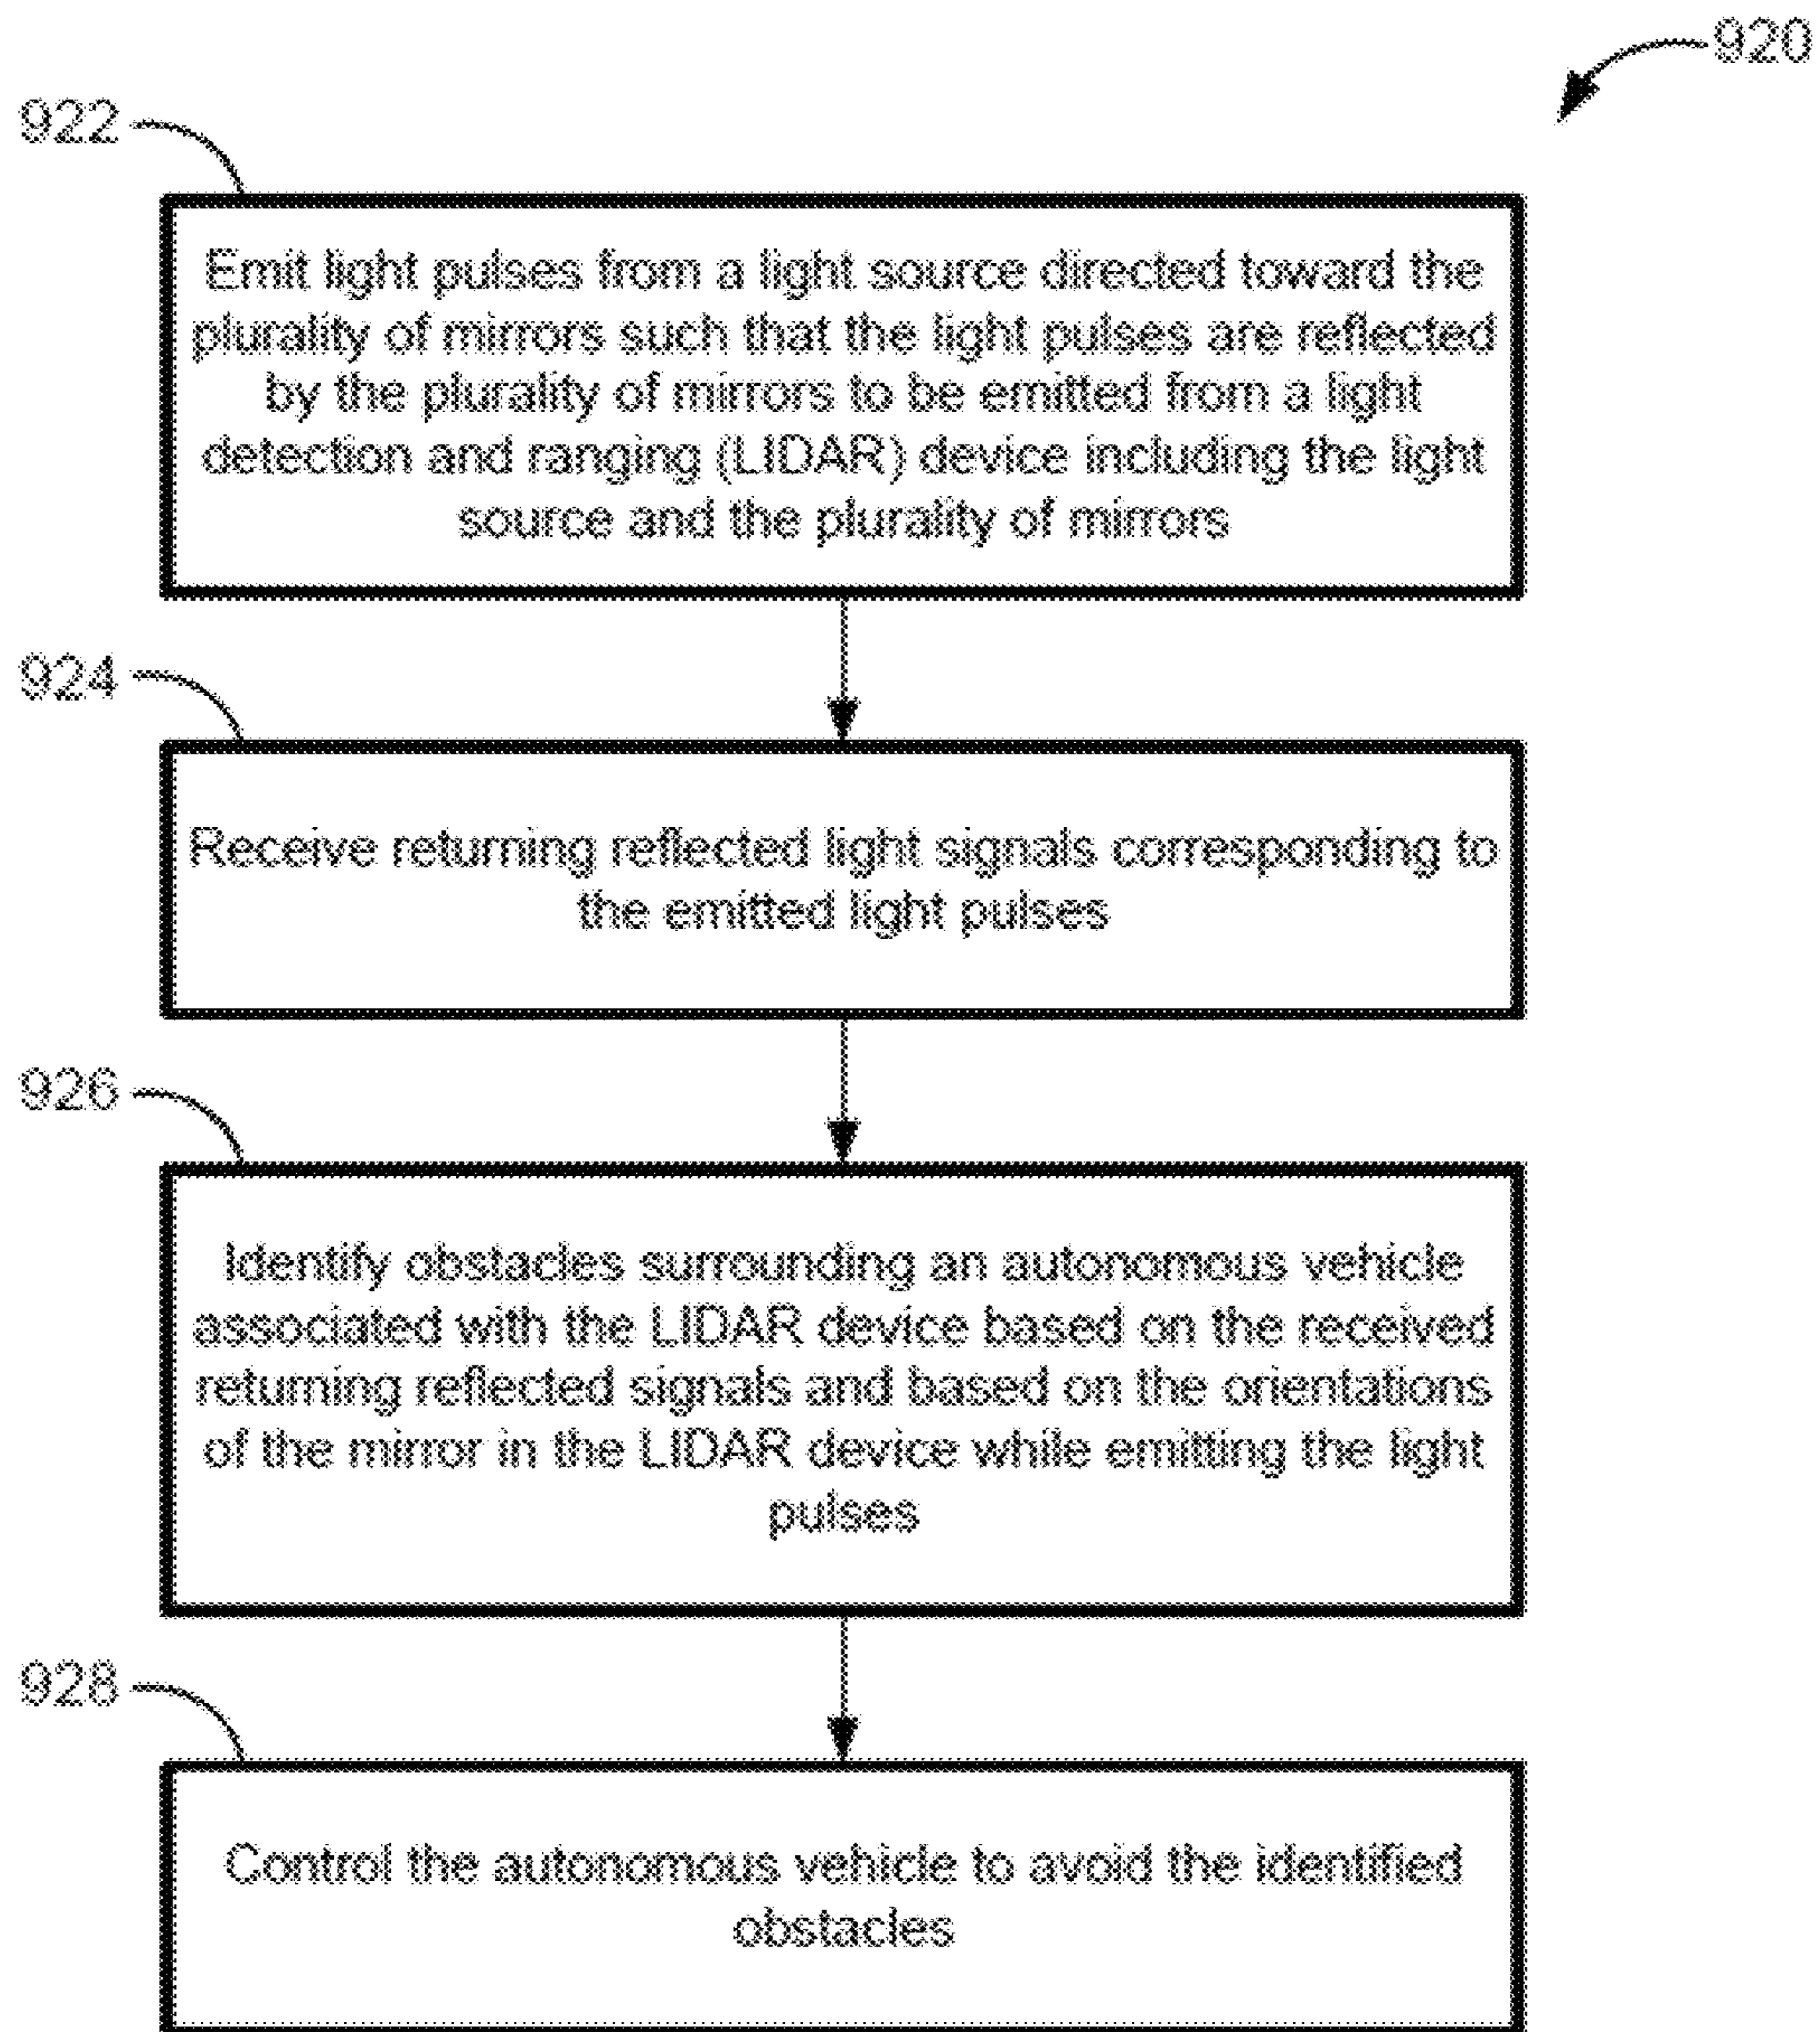 920
922
Emit light pulses from a light source directed toward the
plurality of mirrors such that the light pulses are reflected
by the plurality of mirrors to be emitted from a light
detection and ranging (LIDAR) device including the light
source and the plurality of mirrors
924
Receive returning reflected light signals corresponding to
the emitted light pulses
926
Identify obstacles surrounding an autonomous vehicle
associated with the LIDAR device based on the received
returning reflected signals and based on the orientations
of the mirror in the LIDAR device while emitting the light
pulses
928
Control the autonomous vehicle to avoid the identified
obstacles